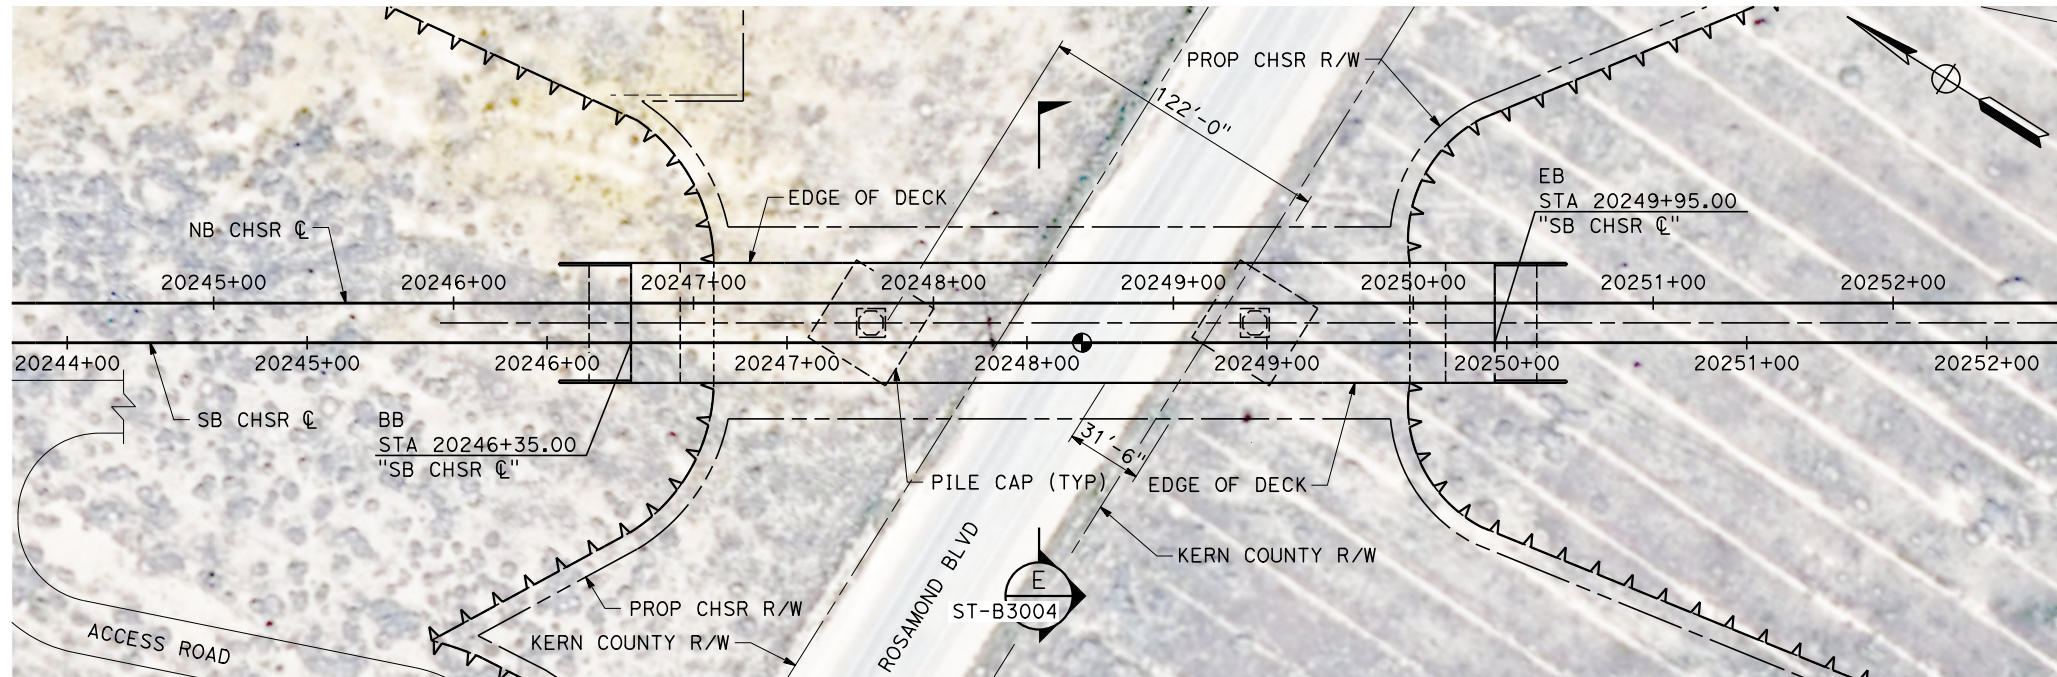 PROP CHSR R/W
122'-0"
EB
STA 20249+95.00
"SB CHSR ℄"
EDGE OF DECK
NB CHSR ℄
20245+00
20246+00
20247+00
20248+00
20249+00
20250+00
20251+00
20252+00
20244+00
20245+00
20246+00
20247+00
20248+00
20249+00
20250+00
20251+00
20252+00
SB CHSR ℄
BB
STA 20246+35.00
"SB CHSR ℄"
31'-6"
PILE CAP (TYP)
EDGE OF DECK
KERN COUNTY R/W
E
ST-B3004
PROP CHSR R/W
KERN COUNTY R/W
ROSAMOND BLVD
ACCESS ROAD